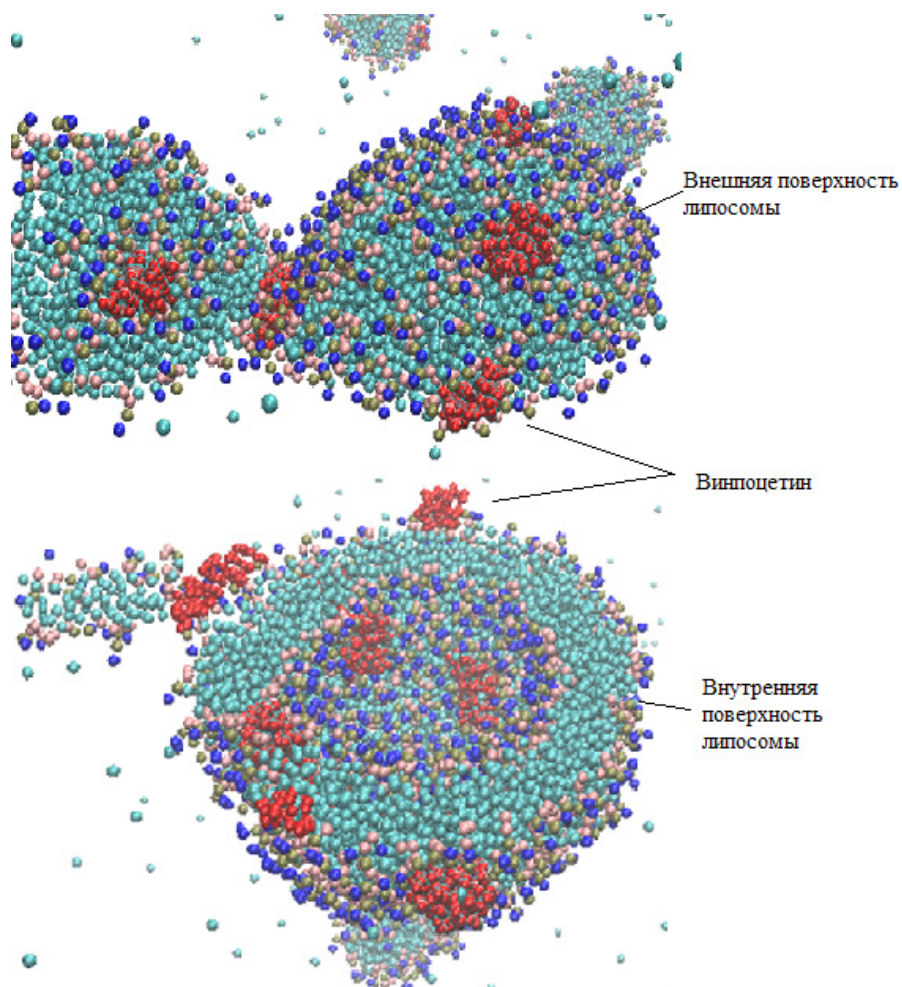 Внешняя поверхность
липосомы
Винпоцетин
Внутренняя
поверхность
липосомы